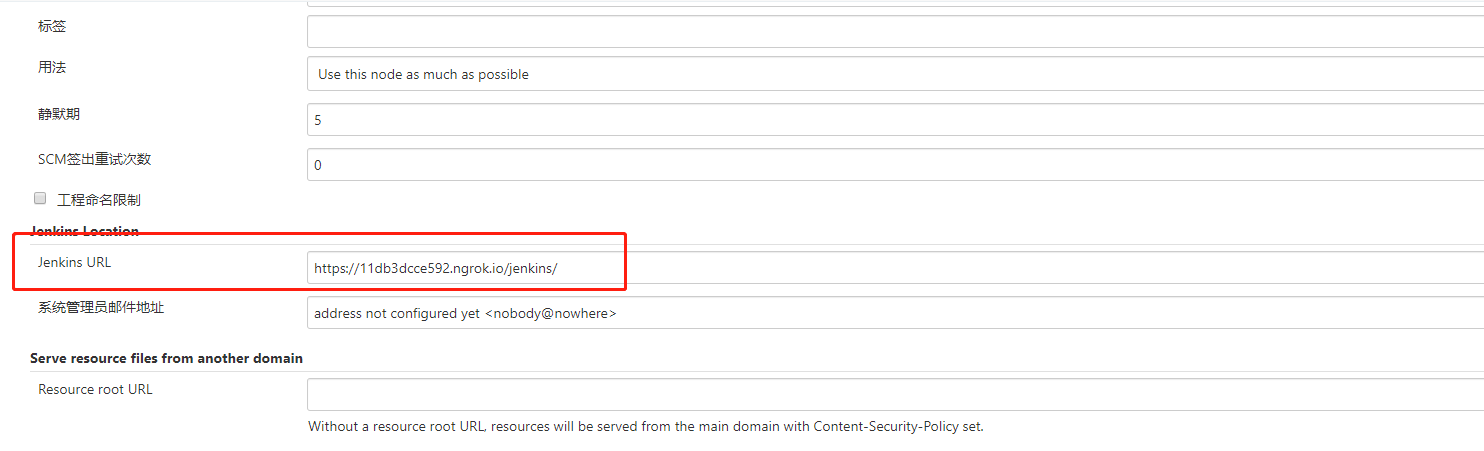 标签
用法
Use this node as much as possible
静默期
5
SCM签出重试次数
0
工程命名限制
Jenkins Location
Jenkins URL
https://11db3dcce592.ngrok.io/jenkins/
系统管理员邮件地址
address not configured yet <nobody@nowhere>
Serve resource files from another domain
Resource root URL
Without a resource root URL, resources will be served from the main domain with Content-Security-Policy set.